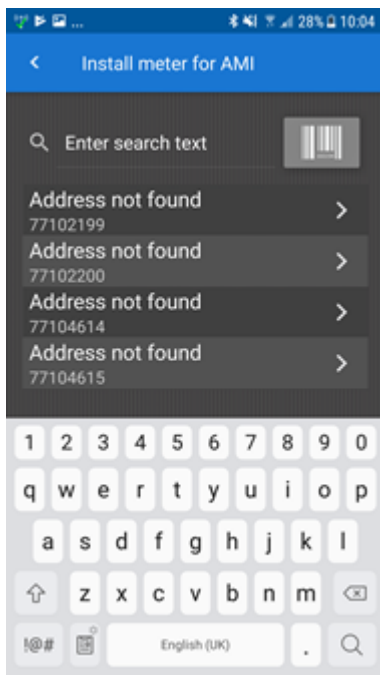 ... 28% 10:04
Install meter for AMI
Enter search text
Address not found
77102199
Address not found
77102200
Address not found
77104614
Address not found
77104615
1 2 3 4 5 6 7 8 9 0
q w e r t y u i o p
a s d f g h j k l
z x c v b n m
!@# English (UK) .